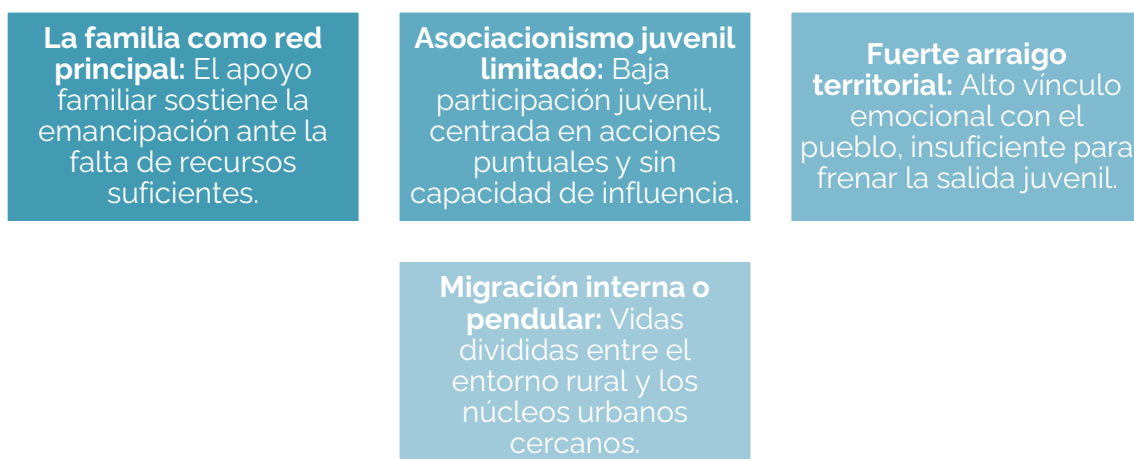 La familia como red
principal: El apoyo
familiar sostiene la
emancipación ante la
falta de recursos
suficientes.
Asociacionismo juvenil
limitado: Baja
participación juvenil,
centrada en acciones
puntuales y sin
capacidad de influencia.
Fuerte arraigo
territorial: Alto vínculo
emocional con el
pueblo, insuficiente para
frenar la salida juvenil.
Migración interna o
pendular: Vidas
divididas entre el
entorno rural y los
núcleos urbanos
cercanos.